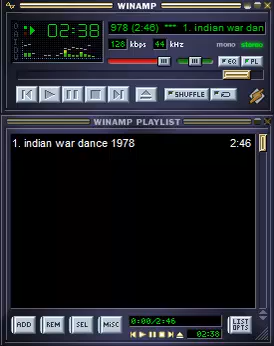 WINAMP
02:38
978 (2:46) *** 1. indian war dan
128 kbps 44 kHz mono stereo
EQ PL
SHUFFLE
WINAMP PLAYLIST
1. indian war dance 1978 2:46
ADD REM SEL MISC 0:00/2:46 LIST OPTS
02:38